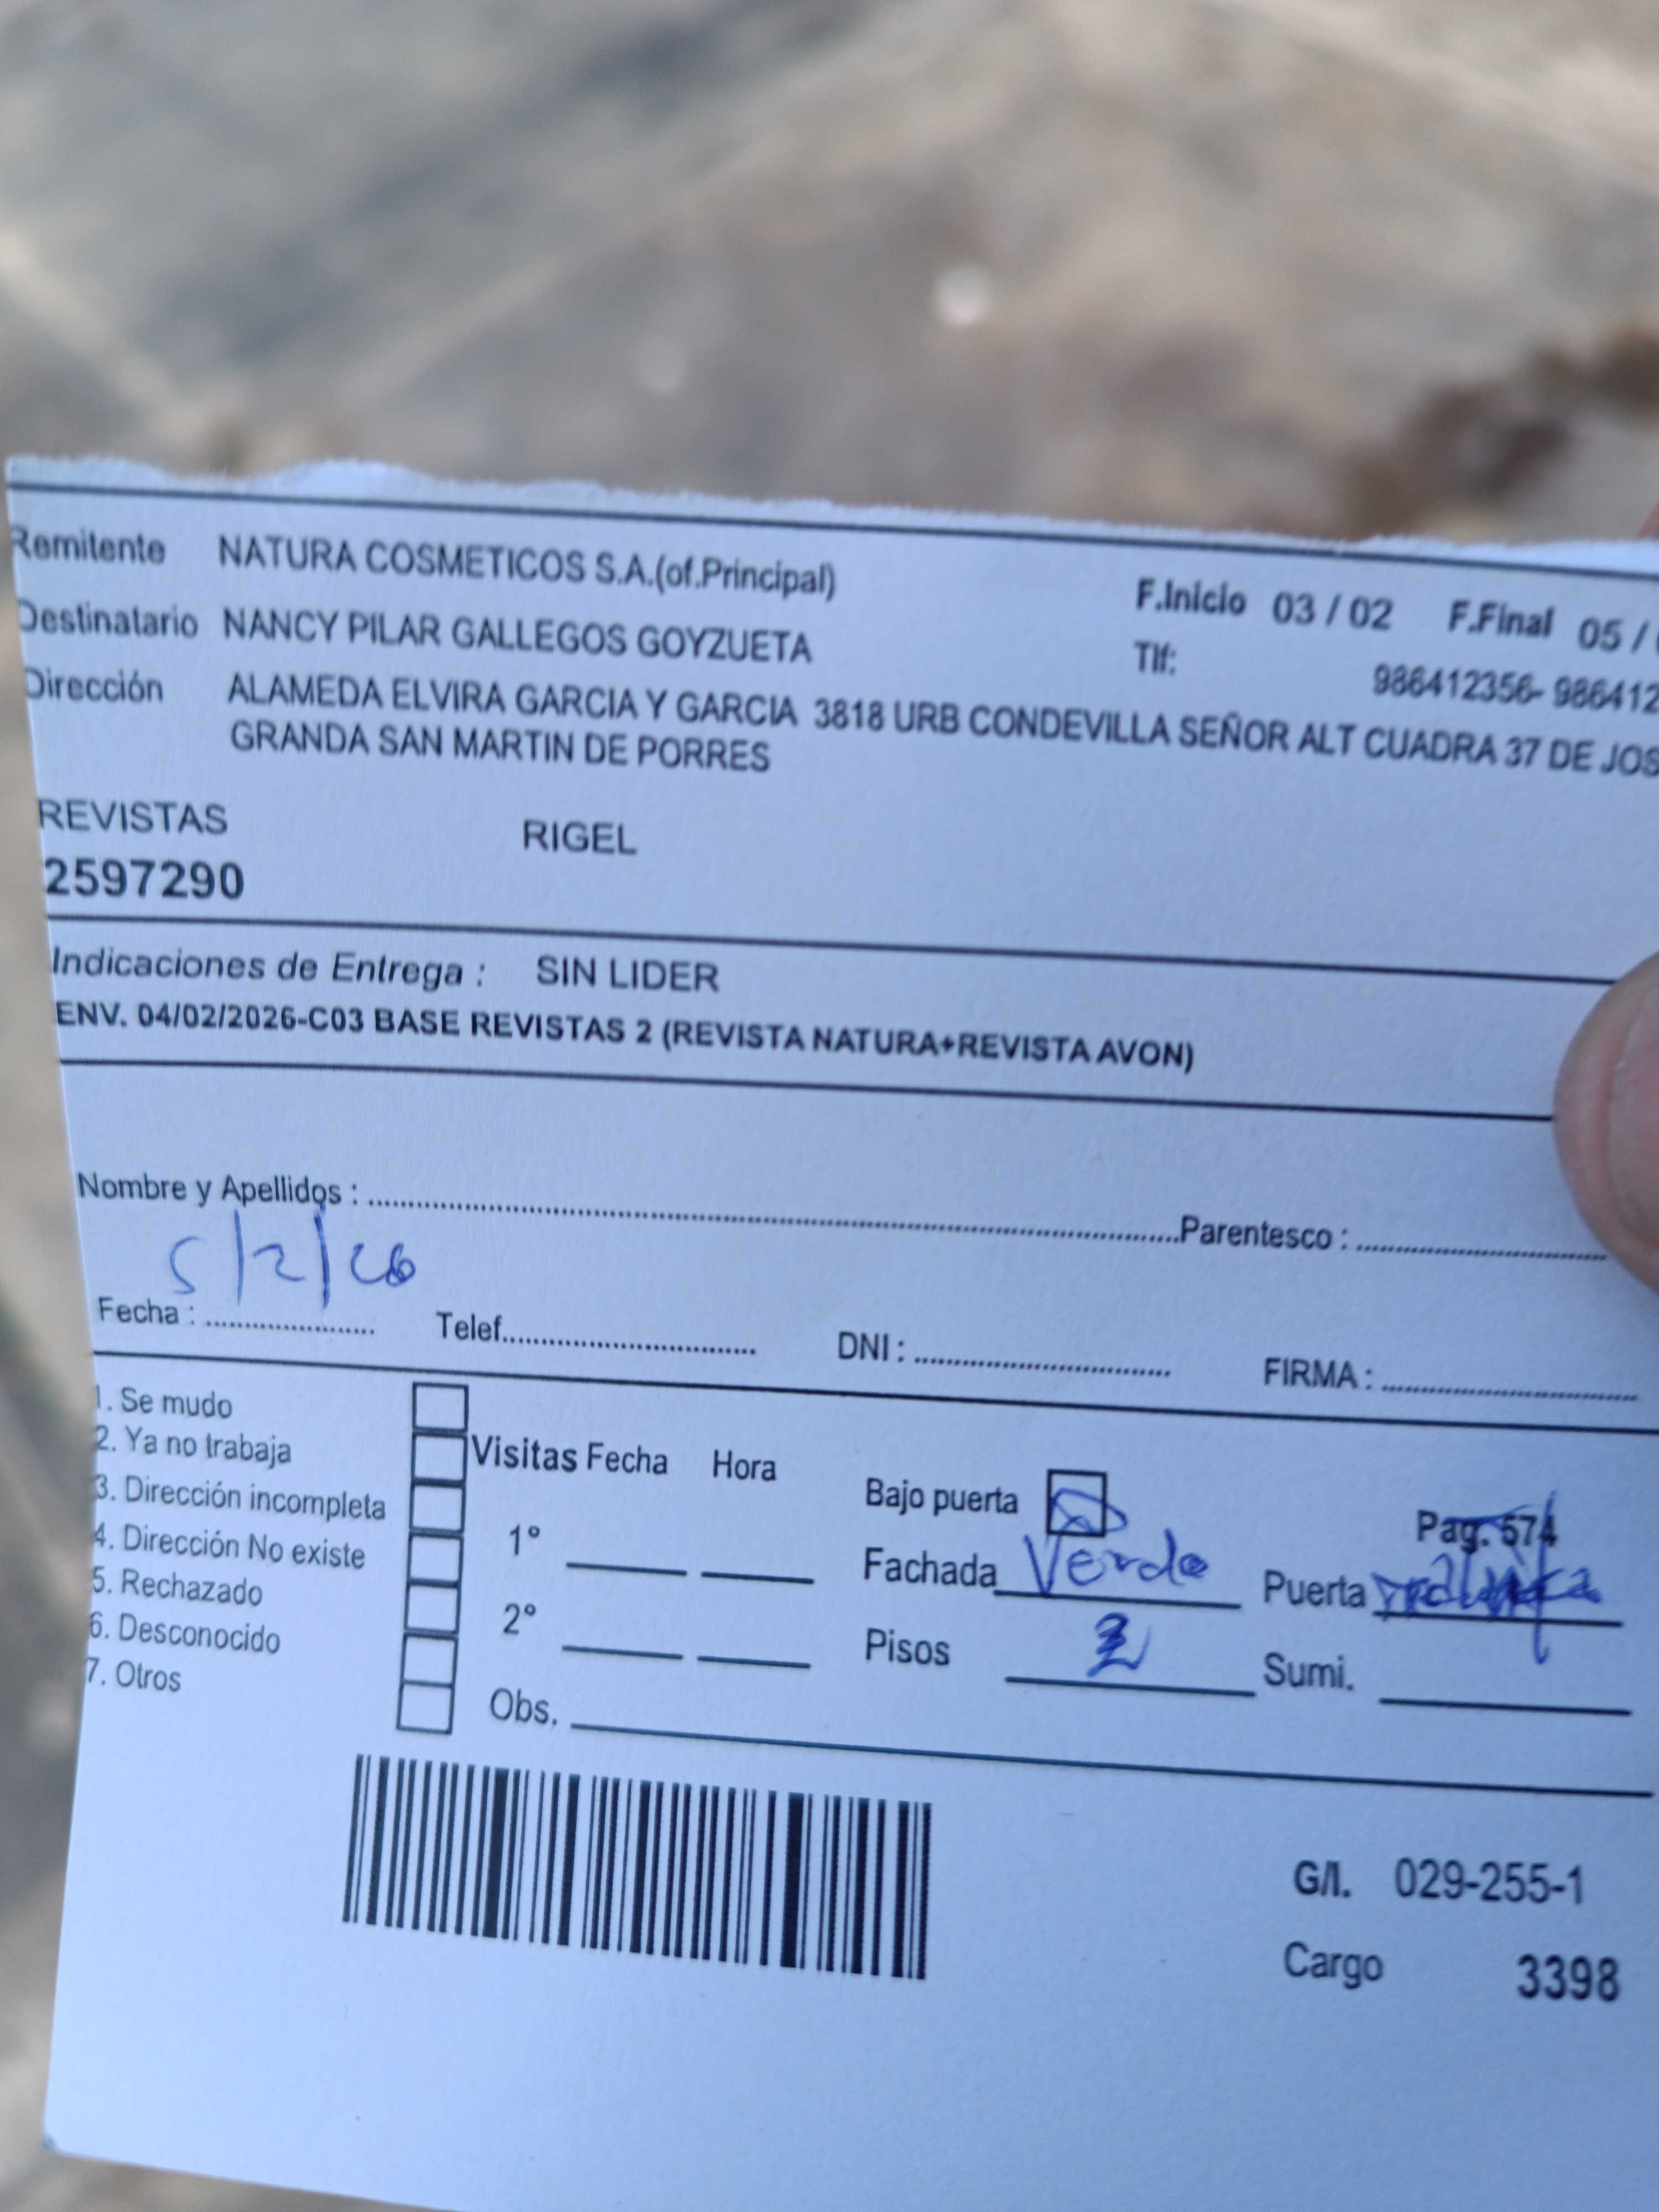 Remitente NATURA COSMETICOS S.A.(of.Principal)
F.Inicio 03 / 02 F.Final 05 /
Destinatario NANCY PILAR GALLEGOS GOYZUETA
Tlf: 986412356- 986412
Dirección ALAMEDA ELVIRA GARCIA Y GARCIA 3818 URB CONDEVILLA SEÑOR ALT CUADRA 37 DE JOS
GRANDA SAN MARTIN DE PORRES
REVISTAS RIGEL
2597290
Indicaciones de Entrega : SIN LIDER
ENV. 04/02/2026-C03 BASE REVISTAS 2 (REVISTA NATURA+REVISTA AVON)
Nombre y Apellidos : Parentesco :
5/2/26
Fecha : Telef. DNI : FIRMA :
1. Se mudo
2. Ya no trabaja
3. Dirección incompleta
4. Dirección No existe
5. Rechazado
6. Desconocido
7. Otros
Visitas Fecha Hora
1º
2º
Obs.
Bajo puerta
Pag. 574
Fachada Verde Puerta
Pisos 2 Sumi.
G/I. 029-255-1
Cargo 3398